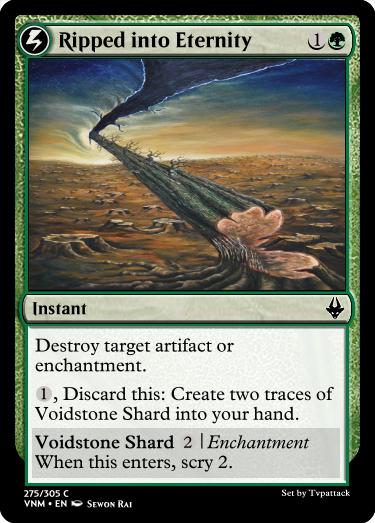 Ripped into Eternity 1
Instant
Destroy target artifact or
enchantment.
1, Discard this: Create two traces of
Voidstone Shard into your hand.
Voidstone Shard 2 | Enchantment
When this enters, scry 2.
275/305 C
VNM • EN Sewon Rai
Set by Tvpattack